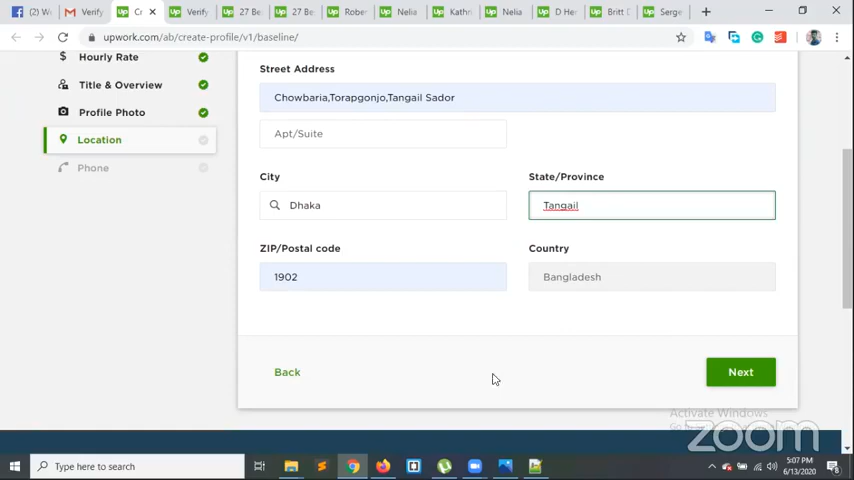 (2) W
Verify
Cr
Verify
27 Be
27 Be
Rober
Nelia
Kathr
Nelia
D Her
Britt D
Serge
upwork.com/ab/create-profile/v1/baseline/
Hourly Rate
Title & Overview
Profile Photo
Location
Phone
Street Address
Chowbaria,Torapgonjo,Tangail Sador
Apt/Suite
City
State/Province
Dhaka
Tangail
ZIP/Postal code
Country
1902
Bangladesh
Back
Next
Activate Windows
zoom
Type here to search
5:07 PM
6/13/2020